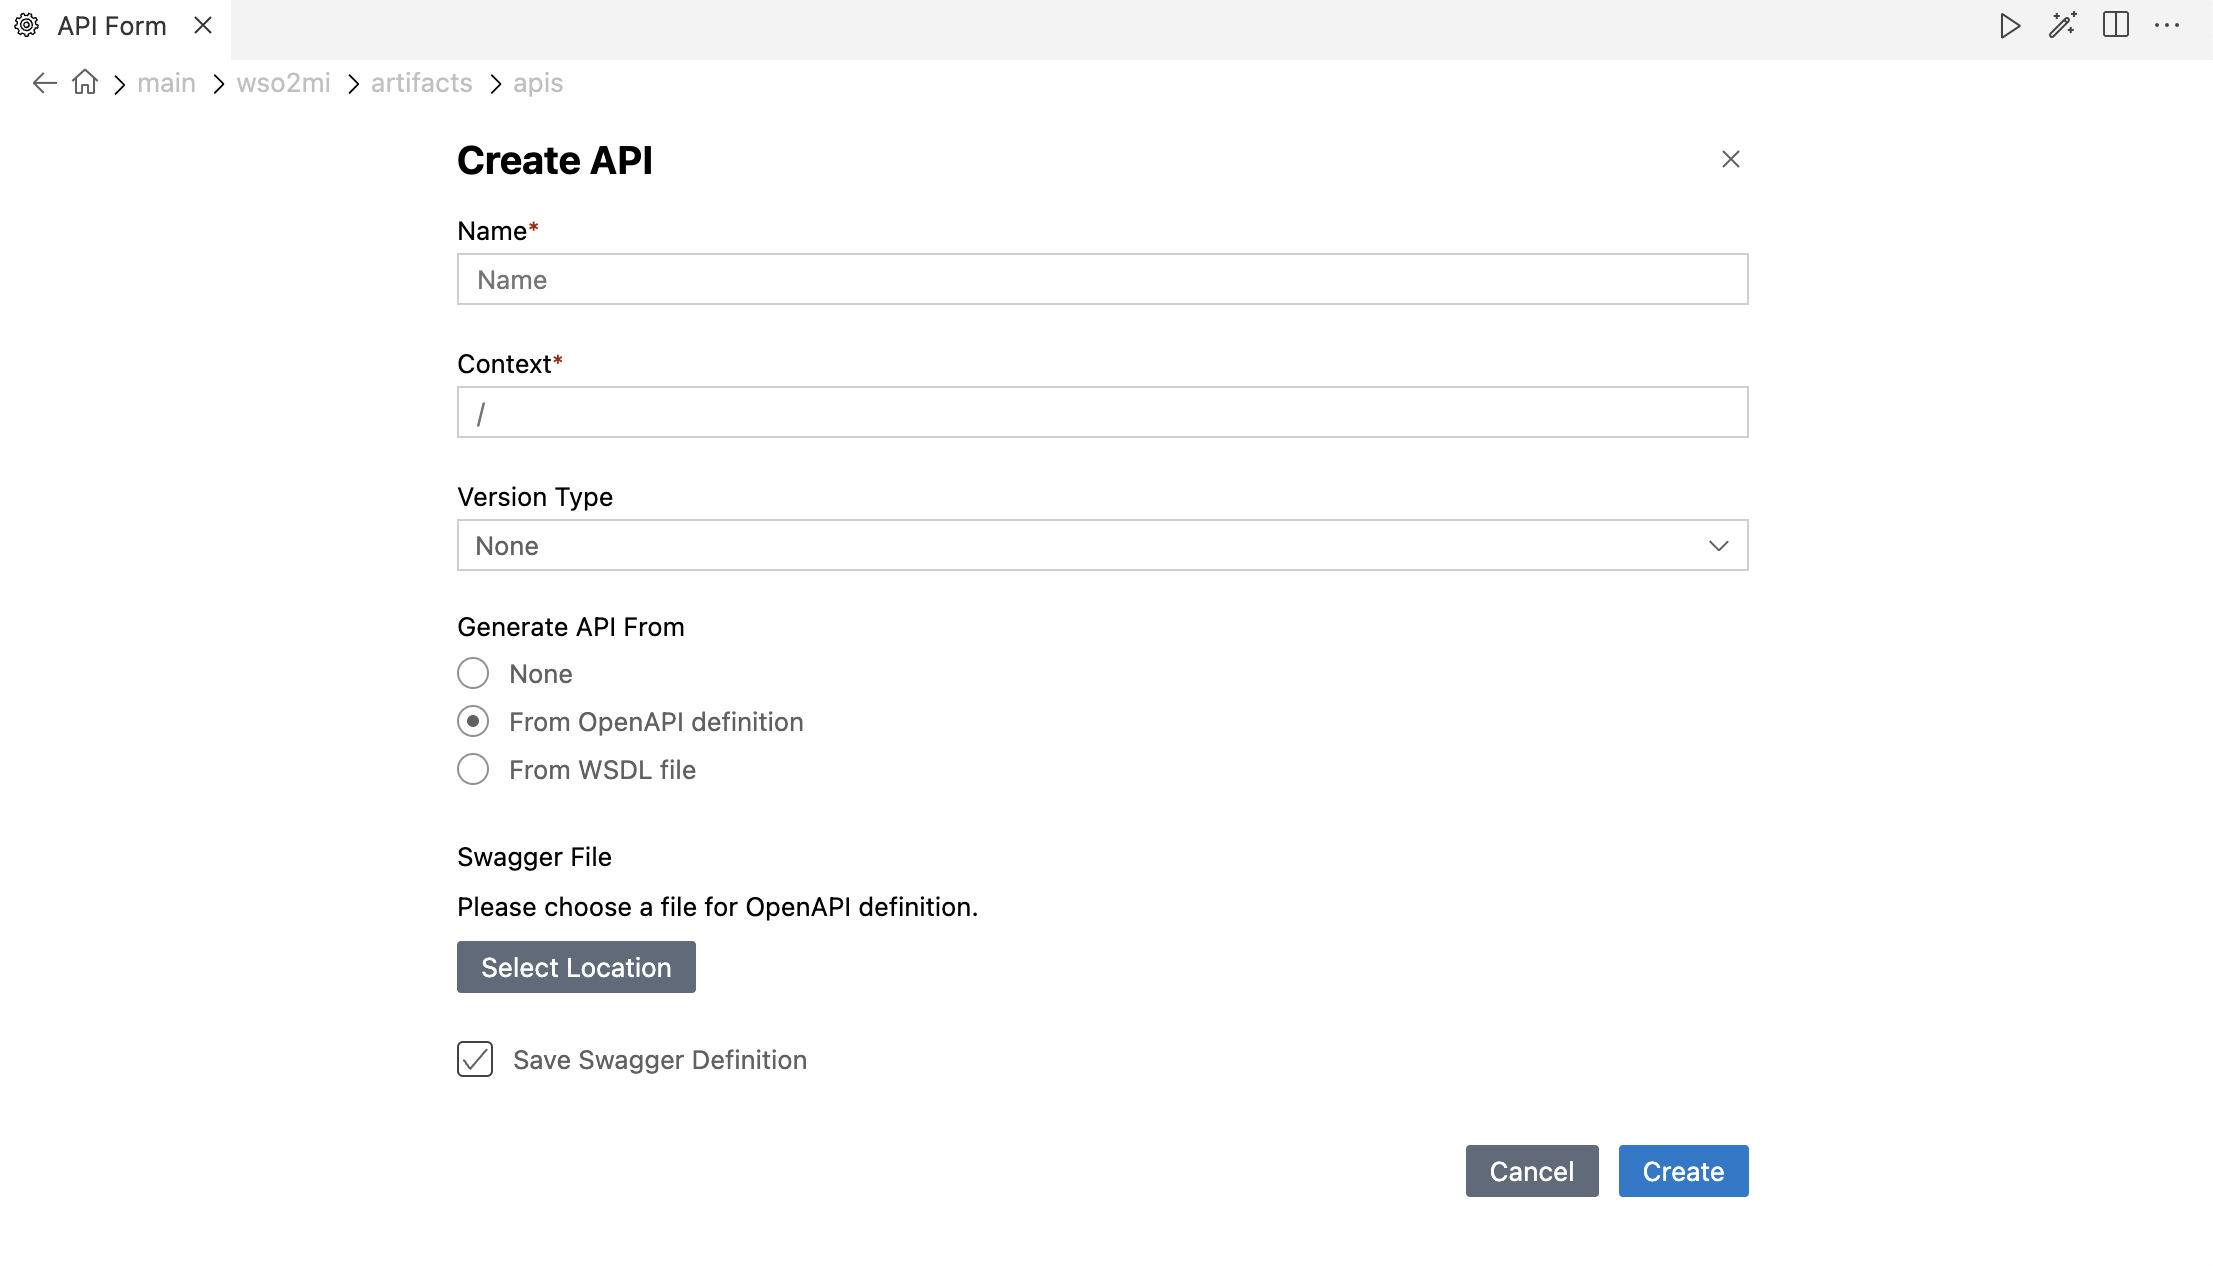 API Form
main wso2mi artifacts apis
Create API
Name*
Name
Context*
/
Version Type
None
Generate API From
None
From OpenAPI definition
From WSDL file
Swagger File
Please choose a file for OpenAPI definition.
Select Location
Save Swagger Definition
Cancel Create